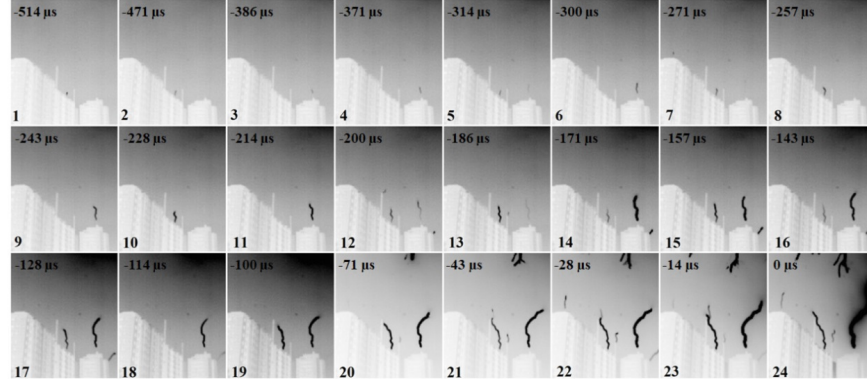 -514 µs -471 µs -386 µs -371 µs -314 µs -300 µs -271 µs -257 µs
1 2 3 4 5 6 7 8
-243 µs -228 µs -214 µs -200 µs -186 µs -171 µs -157 µs -143 µs
9 10 11 12 13 14 15 16
-128 µs -114 µs -100 µs -71 µs -43 µs -28 µs -14 µs 0 µs
17 18 19 20 21 22 23 24